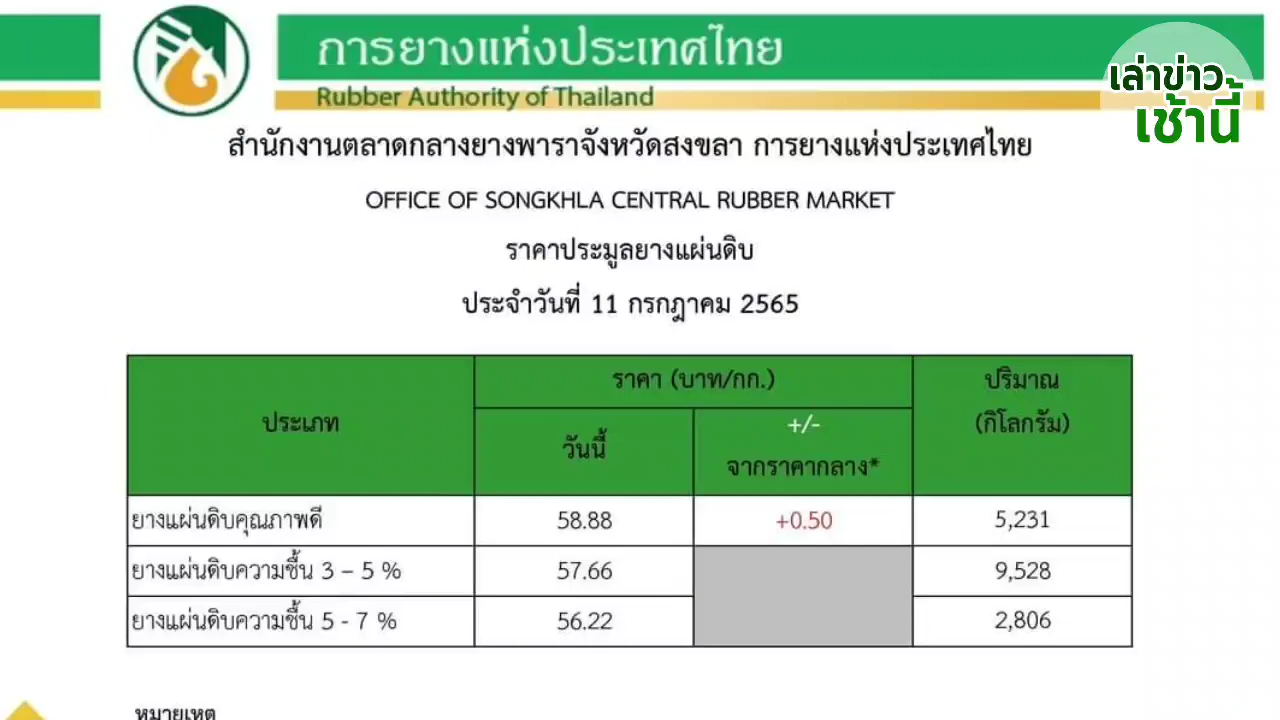 การยางแห่งประเทศไทย
Rubber Authority of Thailand
เล่าข่าว
เช้านี้
สำนักงานตลาดกลางยางพาราจังหวัดสงขลา การยางแห่งประเทศไทย
OFFICE OF SONGKHLA CENTRAL RUBBER MARKET
ราคาประมูลยางแผ่นดิบ
ประจำวันที่ 11 กรกฎาคม 2565
ประเภท
ราคา (บาท/กก.)
ปริมาณ
(กิโลกรัม)
วันนี้
+/-
จากราคากลาง*
ยางแผ่นดิบคุณภาพดี 58.88 +0.50 5,231
ยางแผ่นดิบความชื้น 3 – 5 % 57.66 9,528
ยางแผ่นดิบความชื้น 5 - 7 % 56.22 2,806
หมายเหตุ